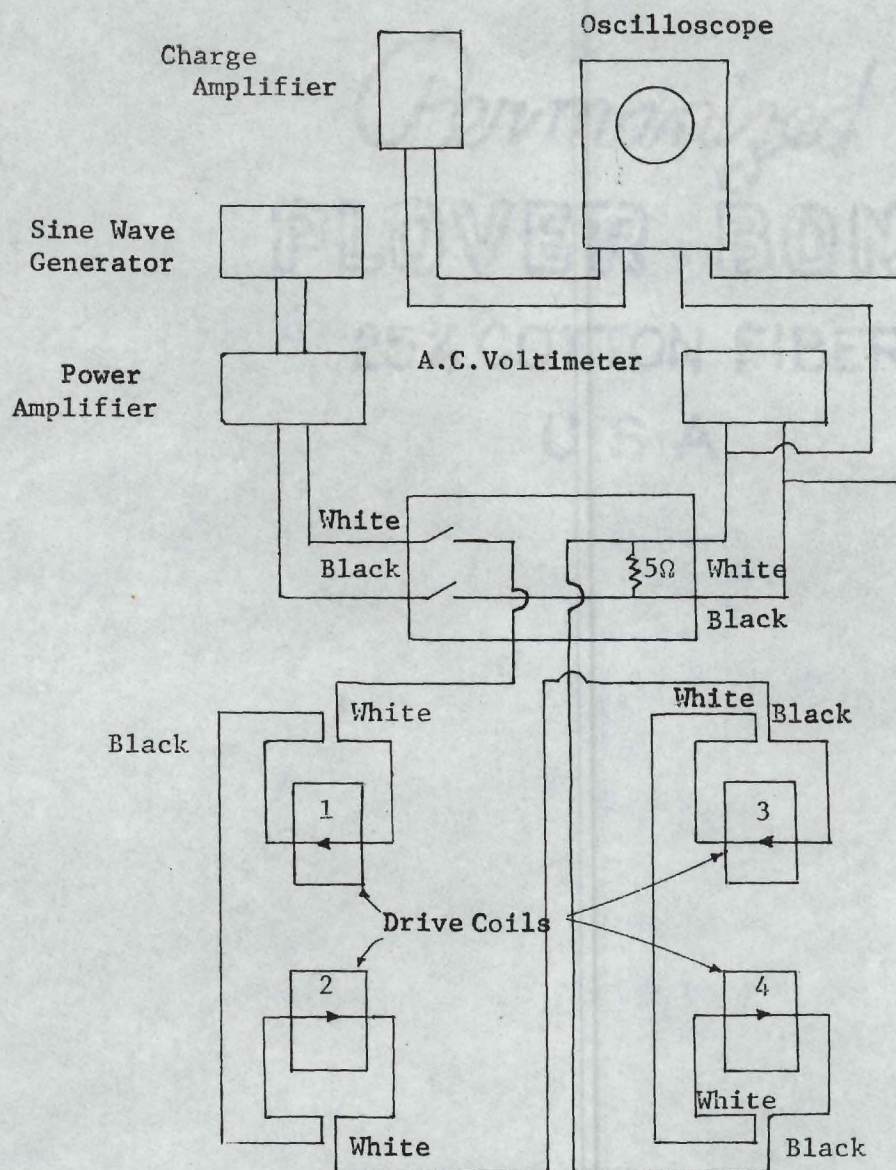 Oscilloscope
Charge
Amplifier
Sine Wave
Generator
A.C.Voltimeter
Power
Amplifier
White
Black
5Ω
White
Black
White
Black
White
Black
1
3
Drive Coils
2
4
White
White
Black